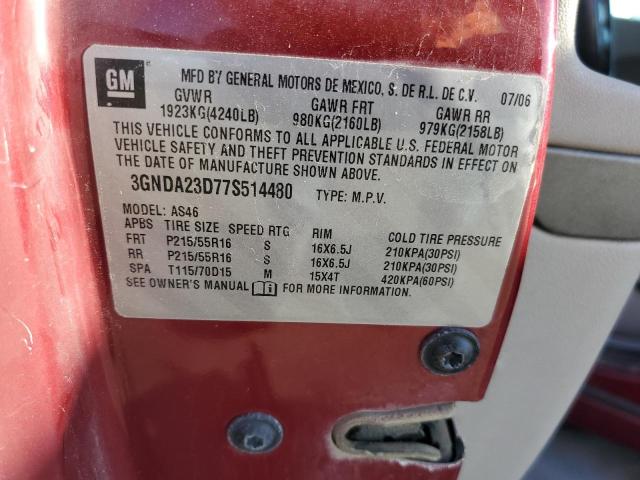 GM
MFD BY GENERAL MOTORS DE MEXICO, S. DE R.L. DE C.V. 07/06
GVWR GAWR FRT GAWR RR
1923KG(4240LB) 980KG(2160LB) 979KG(2158LB)
THIS VEHICLE CONFORMS TO ALL APPLICABLE U.S. FEDERAL MOTOR
VEHICLE SAFETY AND THEFT PREVENTION STANDARDS IN EFFECT ON
THE DATE OF MANUFACTURE SHOWN ABOVE.
3GNDA23D77S514480 TYPE: M.P.V.
MODEL: AS46
APBS TIRE SIZE SPEED RTG RIM COLD TIRE PRESSURE
FRT P215/55R16 S 16X6.5J 210KPA(30PSI)
RR P215/55R16 S 16X6.5J 210KPA(30PSI)
SPA T115/70D15 M 15X4T 420KPA(60PSI)
SEE OWNER'S MANUAL FOR MORE INFORMATION.